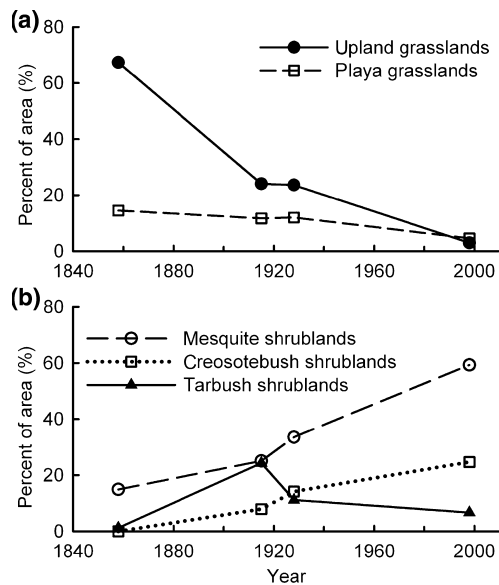 (a)
80
60
40
20
0
Percent of area (%)
Upland grasslands
Playa grasslands
1840 1880 1920 1960 2000
(b)
80
60
40
20
0
Percent of area (%)
Mesquite shrublands
Creosotebush shrublands
Tarbush shrublands
1840 1880 1920 1960 2000
Year